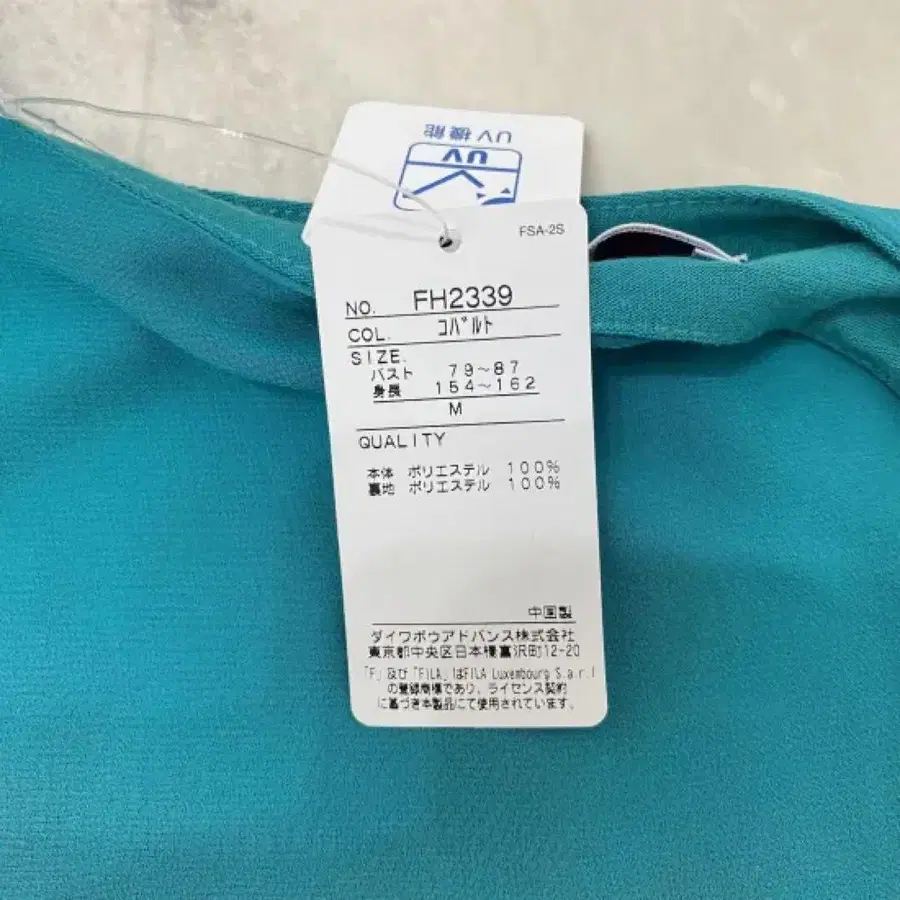 UV機能
UV
FSA-2S
NO. FH2339
COL. コバルト
SIZE.
バスト 79～87
身長 154～162
M
QUALITY
本体 ポリエステル 100%
裏地 ポリエステル 100%
中国製
ダイワボウアドバンス株式会社
東京都中央区日本橋富沢町12-20
「F」及び「FILA」はFILA Luxembourg S.a.r.l
の登録商標であり、ライセンス契約
に基づき本製品にて使用されています。